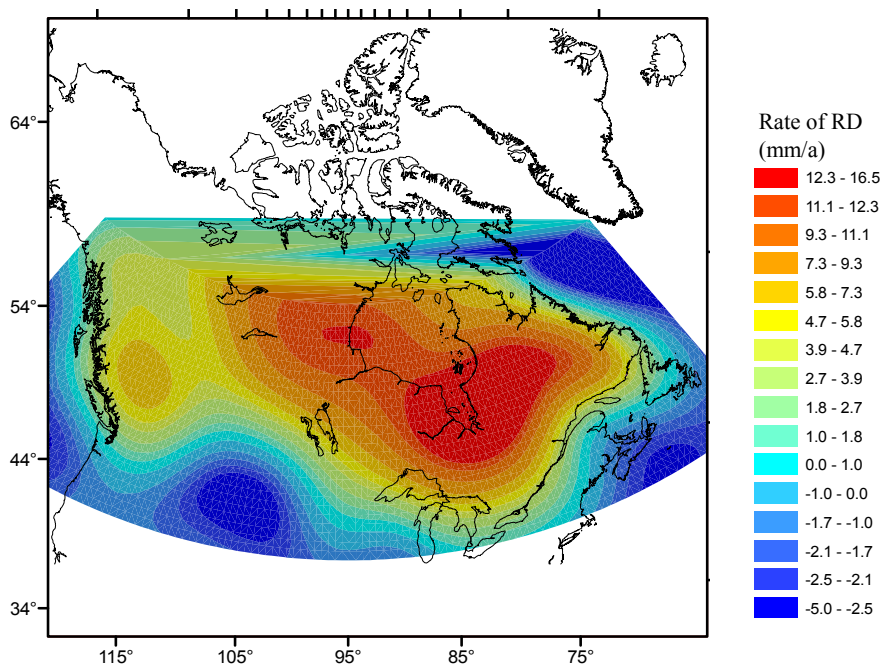 Rate of RD
(mm/a)
12.3 - 16.5
11.1 - 12.3
9.3 - 11.1
7.3 - 9.3
5.8 - 7.3
4.7 - 5.8
3.9 - 4.7
2.7 - 3.9
1.8 - 2.7
1.0 - 1.8
0.0 - 1.0
-1.0 - 0.0
-1.7 - -1.0
-2.1 - -1.7
-2.5 - -2.1
-5.0 - -2.5
64°
54°
44°
34°
115° 105° 95° 85° 75°